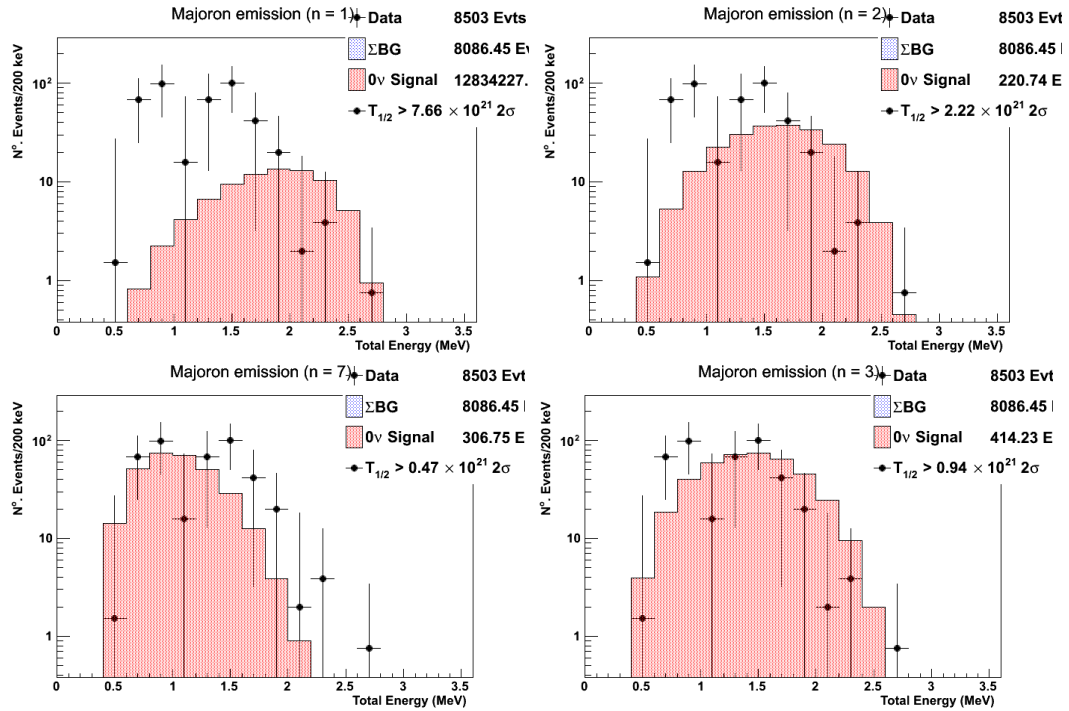 Majoron emission (n = 1)
Data 8503 Evts
ΣBG 8086.45 Ev
0ν Signal 12834227.
T1/2 > 7.66 × 10^21 2σ
Nº. Events/200 keV
10^2
10
1
0 0.5 1 1.5 2 2.5 3 3.5
Total Energy (MeV)
Majoron emission (n = 2)
Data 8503 Evts
ΣBG 8086.45
0ν Signal 220.74 E
T1/2 > 2.22 × 10^21 2σ
Nº. Events/200 keV
10^2
10
1
0 0.5 1 1.5 2 2.5 3 3.5
Total Energy (MeV)
Majoron emission (n = 7)
Data 8503 Evt
ΣBG 8086.45
0ν Signal 306.75 E
T1/2 > 0.47 × 10^21 2σ
Nº. Events/200 keV
10^2
10
1
0 0.5 1 1.5 2 2.5 3 3.5
Total Energy (MeV)
Majoron emission (n = 3)
Data 8503 Evt
ΣBG 8086.45
0ν Signal 414.23 E
T1/2 > 0.94 × 10^21 2σ
Nº. Events/200 keV
10^2
10
1
0 0.5 1 1.5 2 2.5 3 3.5
Total Energy (MeV)